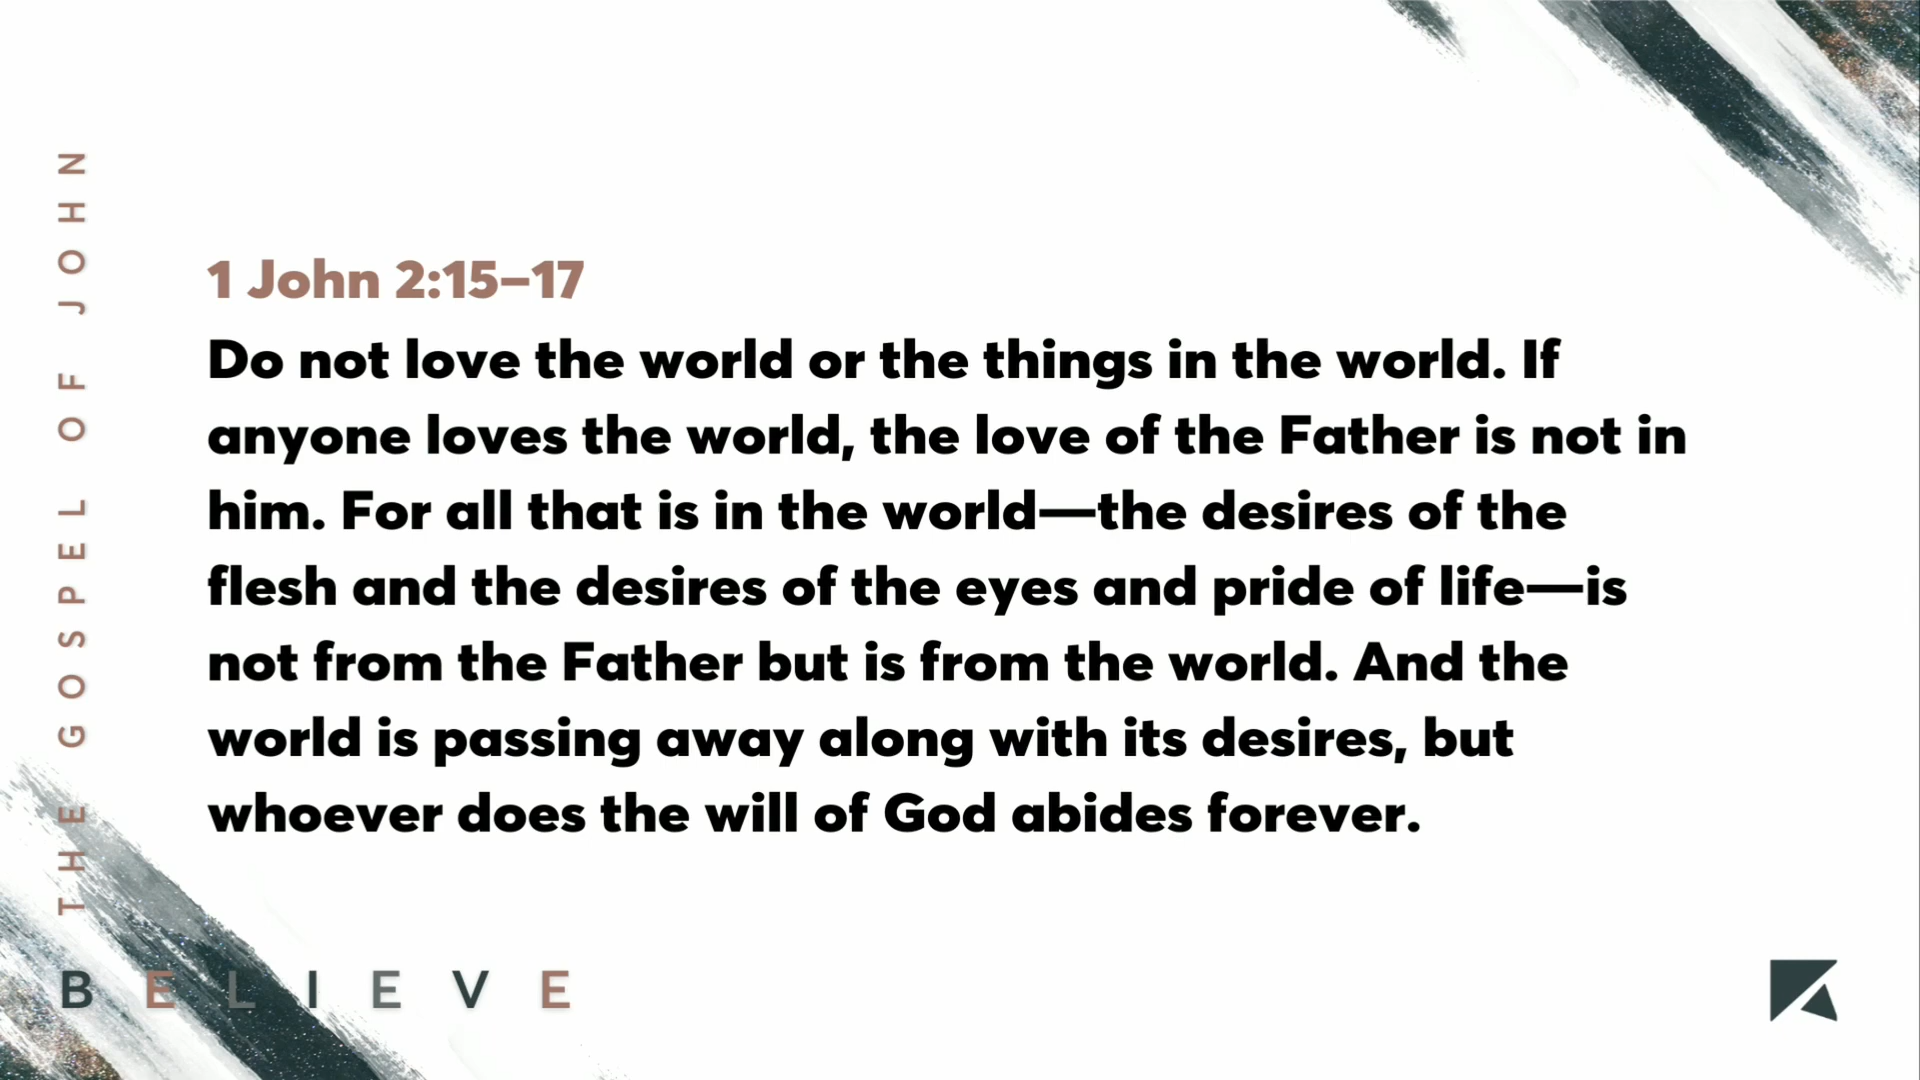 THE GOSPEL OF JOHN
1 John 2:15–17
Do not love the world or the things in the world. If
anyone loves the world, the love of the Father is not in
him. For all that is in the world—the desires of the
flesh and the desires of the eyes and pride of life—is
not from the Father but is from the world. And the
world is passing away along with its desires, but
whoever does the will of God abides forever.
BELIEVE